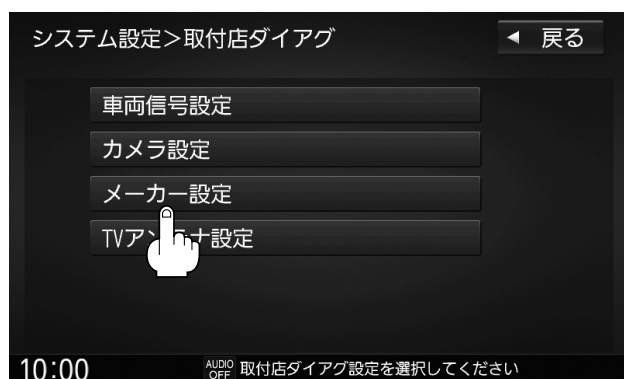 システム設定>取付店ダイアグ
◀ 戻る
車両信号設定
カメラ設定
メーカー設定
TVアンテナ設定
10:00
AUDIO OFF 取付店ダイアグ設定を選択してください